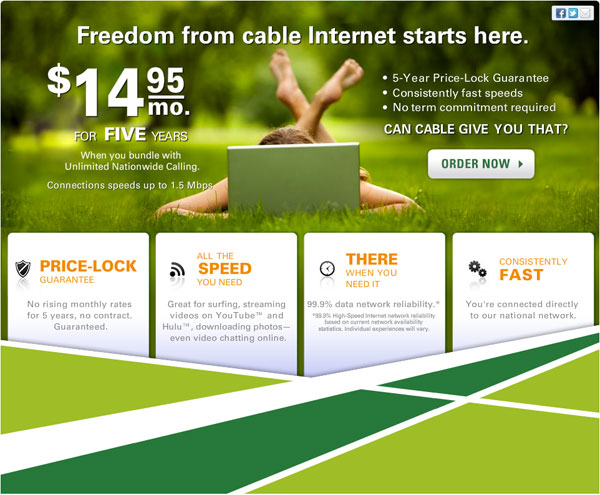 Freedom from cable Internet starts here.
$14.95 mo.
FOR FIVE YEARS
When you bundle with
Unlimited Nationwide Calling.
Connections speeds up to 1.5 Mbps
• 5-Year Price-Lock Guarantee
• Consistently fast speeds
• No term commitment required
CAN CABLE GIVE YOU THAT?
ORDER NOW
PRICE-LOCK
GUARANTEE
No rising monthly rates
for 5 years, no contract.
Guaranteed.
ALL THE
SPEED
YOU NEED
Great for surfing, streaming
videos on YouTube™ and
Hulu™, downloading photos—
even video chatting online.
THERE
WHEN YOU
NEED IT
99.9% data network reliability.*
*99.9% High-Speed Internet network reliability
based on current network availability
statistics. Individual experiences will vary.
CONSISTENTLY
FAST
You're connected directly
to our national network.